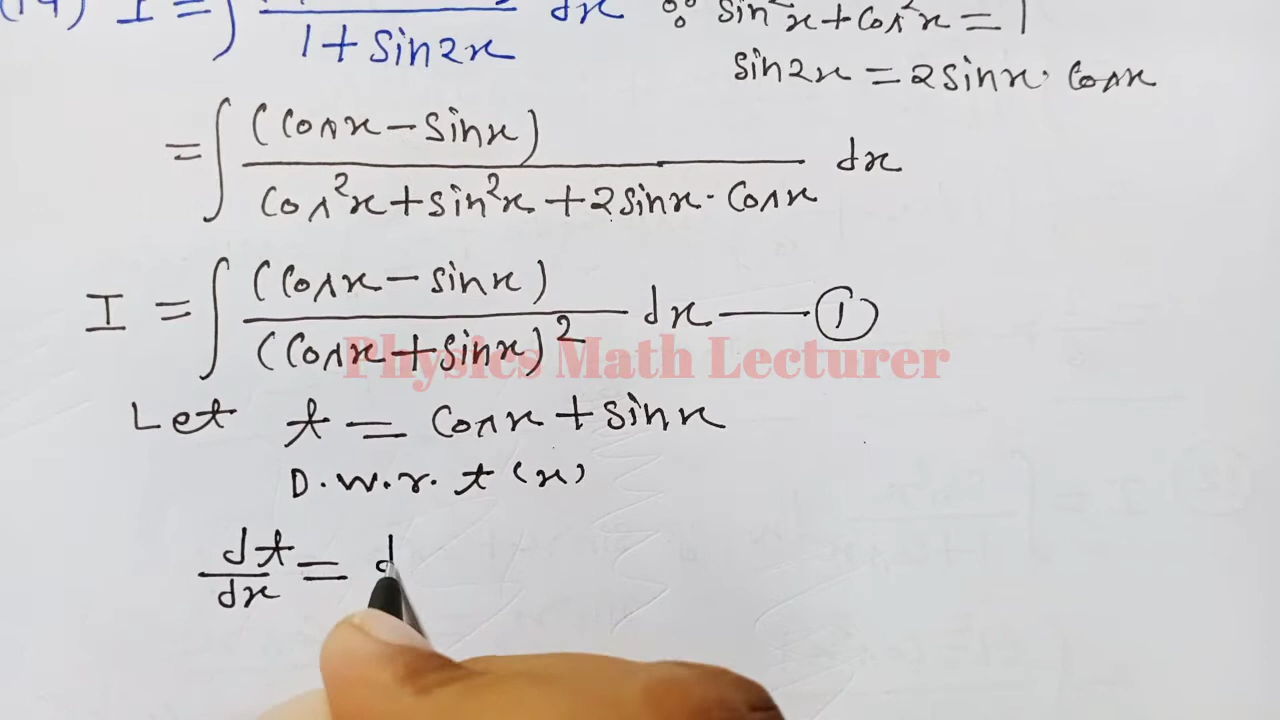 I = ∫ ─── dx ∵ sin²x + cos²x = 1
1 + sin2x
sin2x = 2sinx · cosx
= ∫ (cosx − sinx) / cos²x + sin²x + 2sinx · cosx dx
I = ∫ (cosx − sinx) / (cosx + sinx)² dx — ①
Physics Math Lecturer
Let t = cosx + sinx
D. w. r. t (x)
dt/dx = d